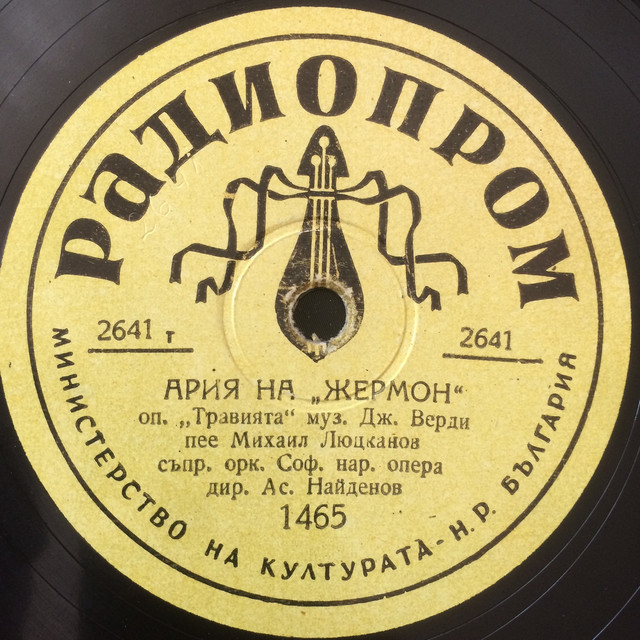 РАДИОПРОМ
2641 т
2641
АРИЯ НА „ЖЕРМОН“
оп. „Травията“ муз. Дж. Верди
пее Михаил Люцканов
съпр. орк. Соф. нар. опера
дир. Ас. Найденов
1465
МИНИСТЕРСТВО НА КУЛТУРАТА - Н. Р. БЪЛГАРИЯ